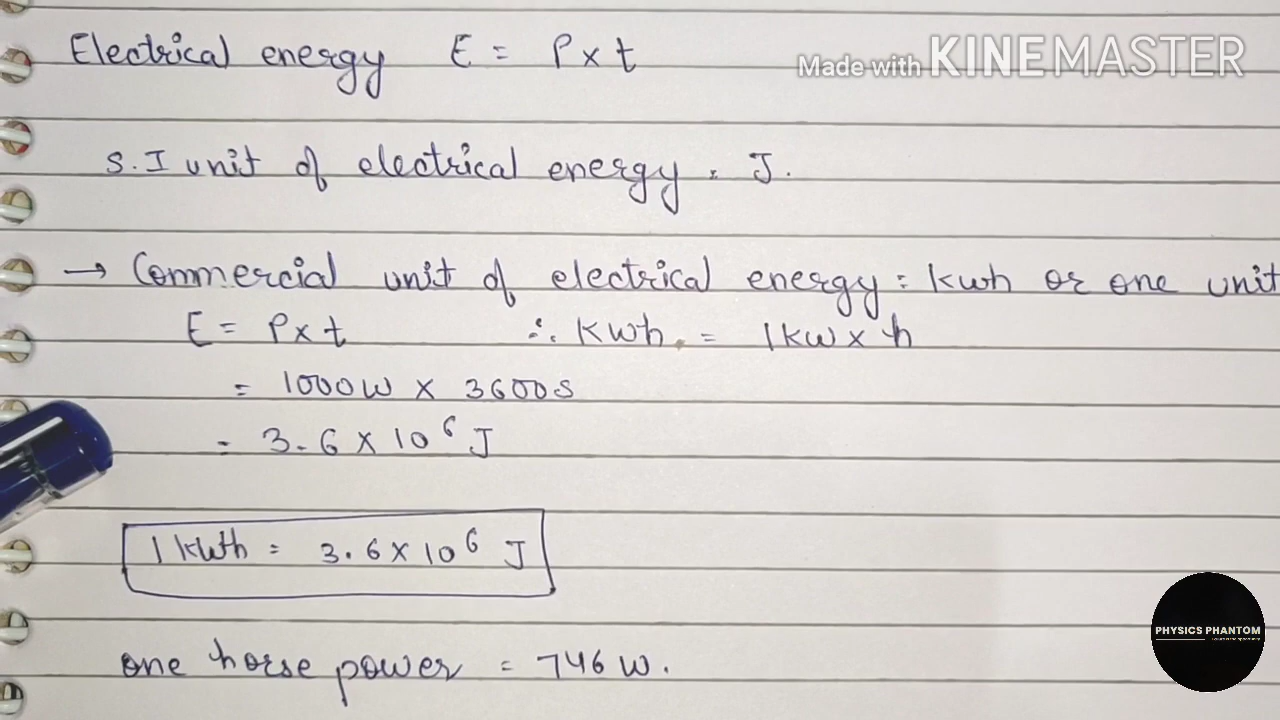 Electrical energy E = P x t
Made with KINEMASTER
S.I unit of electrical energy = J.
→ Commercial unit of electrical energy = kwh or one unit
E = P x t ∴ kwh = 1kw x h
= 1000w x 3600s
= 3.6 x 10⁶ J
1 kwh = 3.6 x 10⁶ J
PHYSICS PHANTOM
one horse power = 746 w.